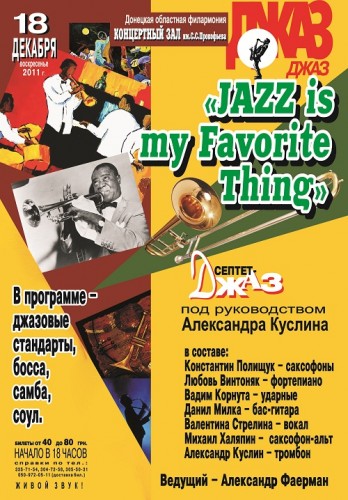 18
ДЕКАБРЯ
воскресенье
2011 г.
Донецкая областная филармония
КОНЦЕРТНЫЙ ЗАЛ им.С.С.Прокофьева
ДЖАЗ
ДЖАЗ
«JAZZ is
my Favorite
Thing»
СЕПТЕТ-
ДЖАЗ
под руководством
Александра Куслина
В программе –
джазовые
стандарты,
босса,
самба,
соул.
в составе:
Константин Полищук – саксофоны
Любовь Винтоняк – фортепиано
Вадим Корнута – ударные
Данил Милка – бас-гитара
Валентина Стрелина – вокал
Михаил Халяпин – саксофон-альт
Александр Куслин – тромбон
БИЛЕТЫ ОТ 40 ДО 80 ГРН.
НАЧАЛО В 18 ЧАСОВ
справки по тел.:
ЖИВОЙ ЗВУК!
Ведущий – Александр Фаерман